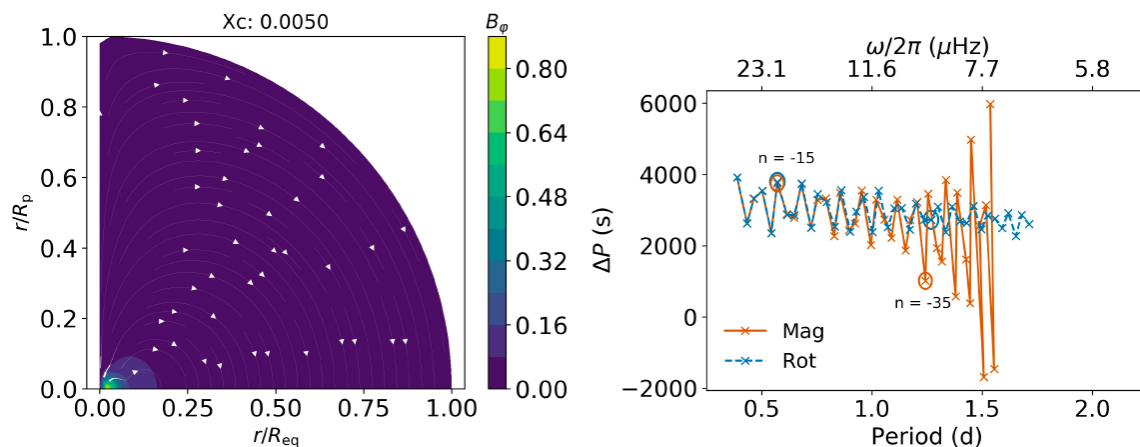 Xc: 0.0050
B_φ
1.0
0.8
0.6
0.4
0.2
0.0
r/R_p
0.00 0.25 0.50 0.75 1.00
r/R_eq
0.80
0.64
0.48
0.32
0.16
0.00
ω/2π (μHz)
23.1 11.6 7.7 5.8
6000
4000
2000
0
−2000
ΔP (s)
n = -15
n = -35
Mag
Rot
0.5 1.0 1.5 2.0
Period (d)